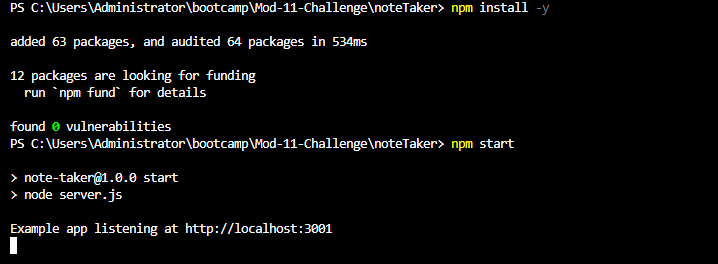 PS C:\Users\Administrator\bootcamp\Mod-11-Challenge\noteTaker> npm install -y
added 63 packages, and audited 64 packages in 534ms
12 packages are looking for funding
run `npm fund` for details
found 0 vulnerabilities
PS C:\Users\Administrator\bootcamp\Mod-11-Challenge\noteTaker> npm start
> note-taker@1.0.0 start
> node server.js
Example app listening at http://localhost:3001